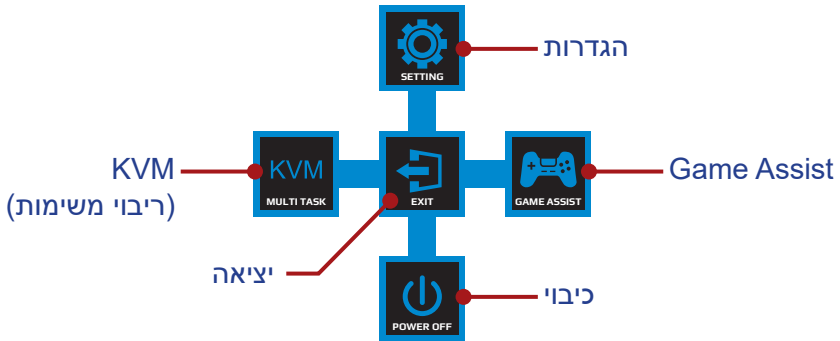 הגדרות
SETTING
KVM
(ריבוי משימות)
KVM
MULTI TASK
EXIT
GAME ASSIST
Game Assist
יציאה
כיבוי
POWER OFF